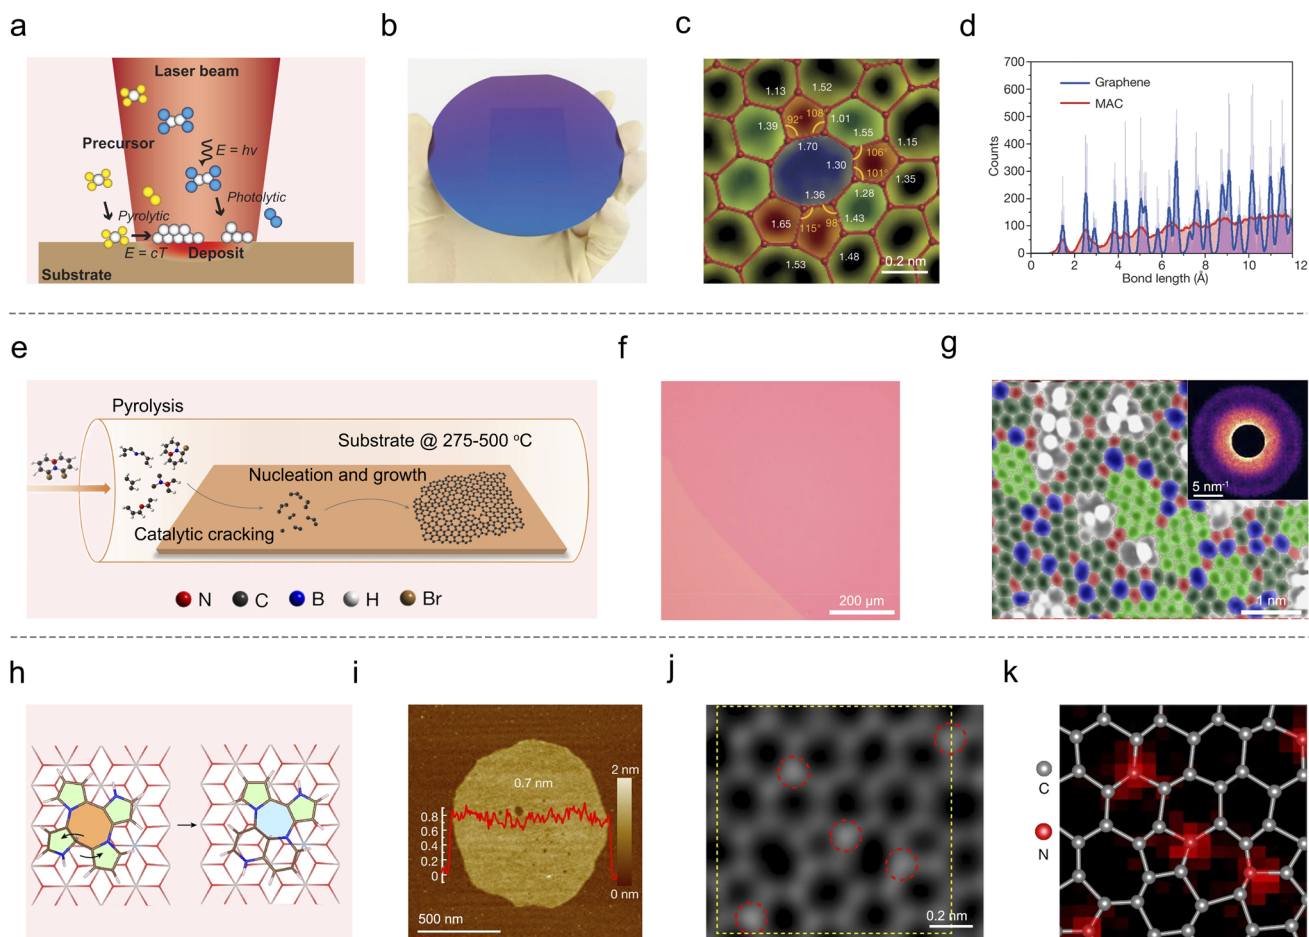 a
Laser beam
Precursor
E = hν
Photolytic
Pyrolytic
E = cT
Deposit
Substrate
b
c
1.13
1.52
92°
108°
1.01
1.39
1.55
1.15
1.70
106°
1.30
101°
1.35
1.36
1.28
1.65
1.43
115°
98°
1.53
1.48
0.2 nm
d
700
600
500
400
300
200
100
0
Counts
Graphene
MAC
0
2
4
6
8
10
12
Bond length (Å)
e
Pyrolysis
Substrate @ 275-500 °C
Nucleation and growth
Catalytic cracking
N
C
B
H
Br
f
200 μm
g
5 nm⁻¹
1 nm
h
i
0.7 nm
2 nm
0.8
0.6
0.4
0.2
0
0 nm
500 nm
j
0.2 nm
k
C
N